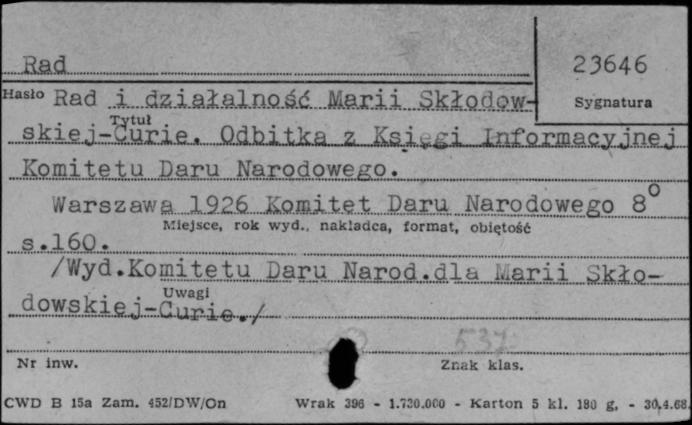 Rad
23646
Hasło
Rad i działalność Marii Skłodow-
Sygnatura
Tytuł
skiej-Curie. Odbitka z Księgi Informacyjnej
Komitetu Daru Narodowego.
Warszawa 1926 Komitet Daru Narodowego 8°
Miejsce, rok wyd., nakładca, format, objętość
s.160.
/Wyd.Komitetu Daru Narod.dla Marii Skło-
Uwagi
dowskiej-Curie./
537
Nr inw.
Znak klas.
CWD B 15a Zam. 452/DW/On Wrak 396 - 1.730.000 - Karton 5 kl. 180 g. - 30.4.68.